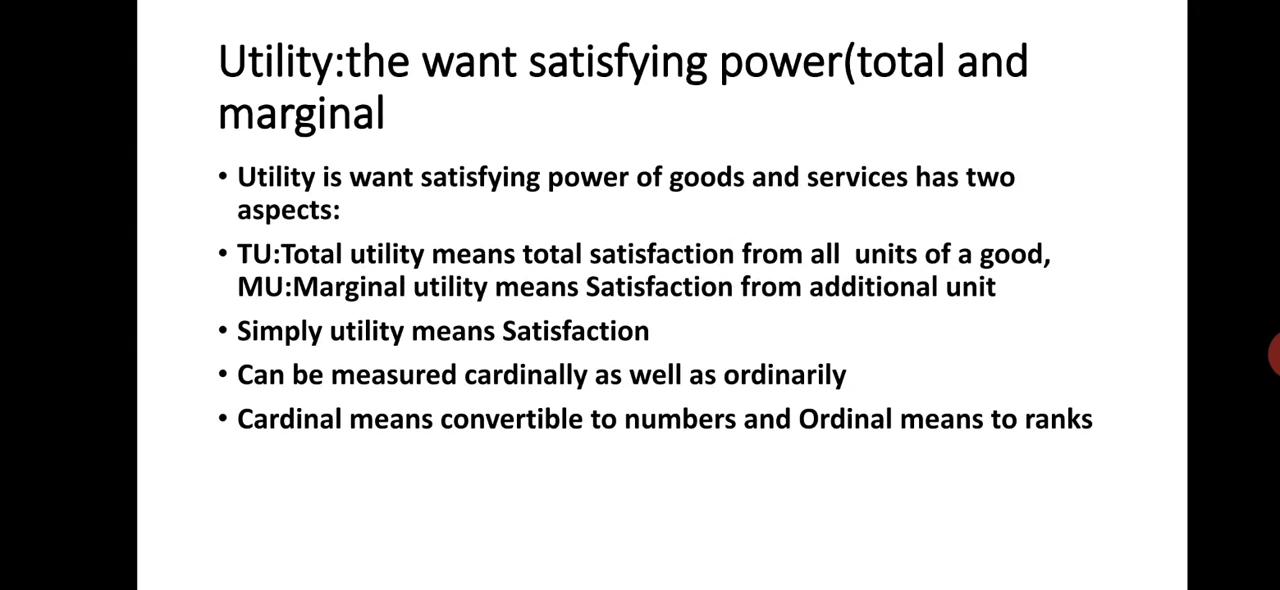 Utility:the want satisfying power(total and
marginal
• Utility is want satisfying power of goods and services has two
aspects:
• TU:Total utility means total satisfaction from all  units of a good,
MU:Marginal utility means Satisfaction from additional unit
• Simply utility means Satisfaction
• Can be measured cardinally as well as ordinarily
• Cardinal means convertible to numbers and Ordinal means to ranks